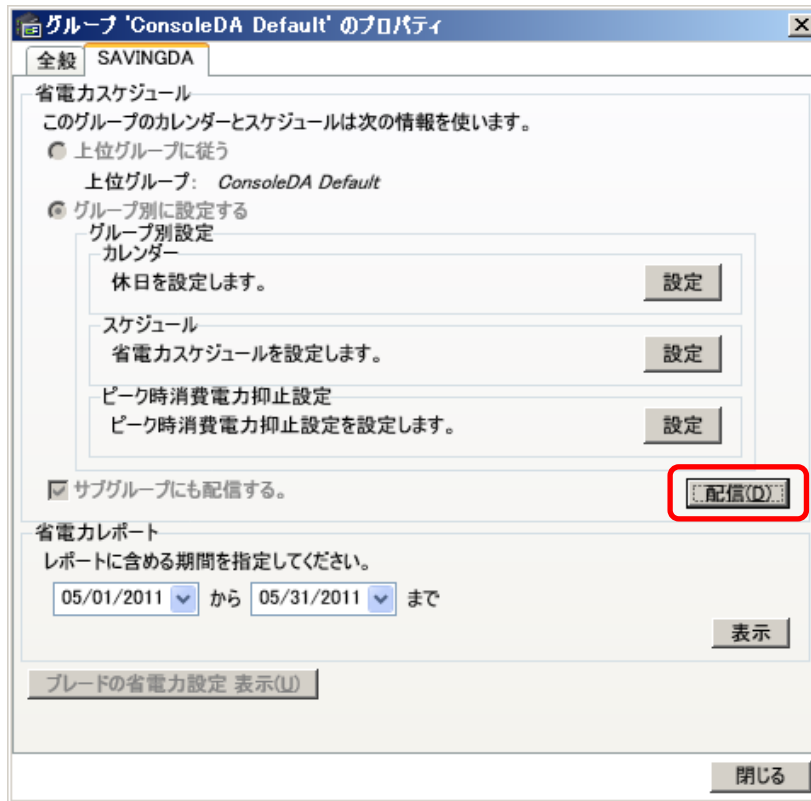 グループ 'ConsoleDA Default' のプロパティ
全般 SAVINGDA
省電力スケジュール
このグループのカレンダーとスケジュールは次の情報を使います。
上位グループに従う
上位グループ: ConsoleDA Default
グループ別に設定する
グループ別設定
カレンダー
休日を設定します。 設定
スケジュール
省電力スケジュールを設定します。 設定
ピーク時消費電力抑止設定
ピーク時消費電力抑止設定を設定します。 設定
サブグループにも配信する。 配信(D)
省電力レポート
レポートに含める期間を指定してください。
05/01/2011 から 05/31/2011 まで
表示
ブレードの省電力設定 表示(U)
閉じる